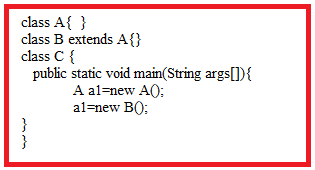 class A{  }
class B extends A{}
class C {
public static void main(String args[]){
A a1=new A();
a1=new B();
}
}